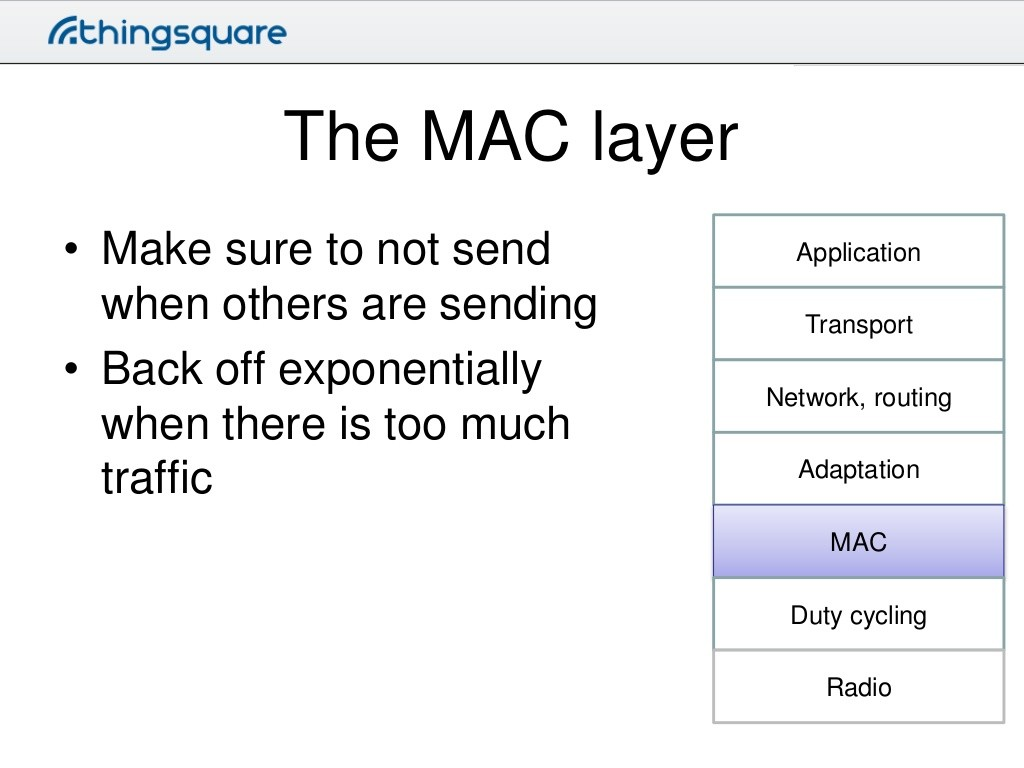 thingsquare
The MAC layer
• Make sure to not send
when others are sending
• Back off exponentially
when there is too much
traffic
Application
Transport
Network, routing
Adaptation
MAC
Duty cycling
Radio